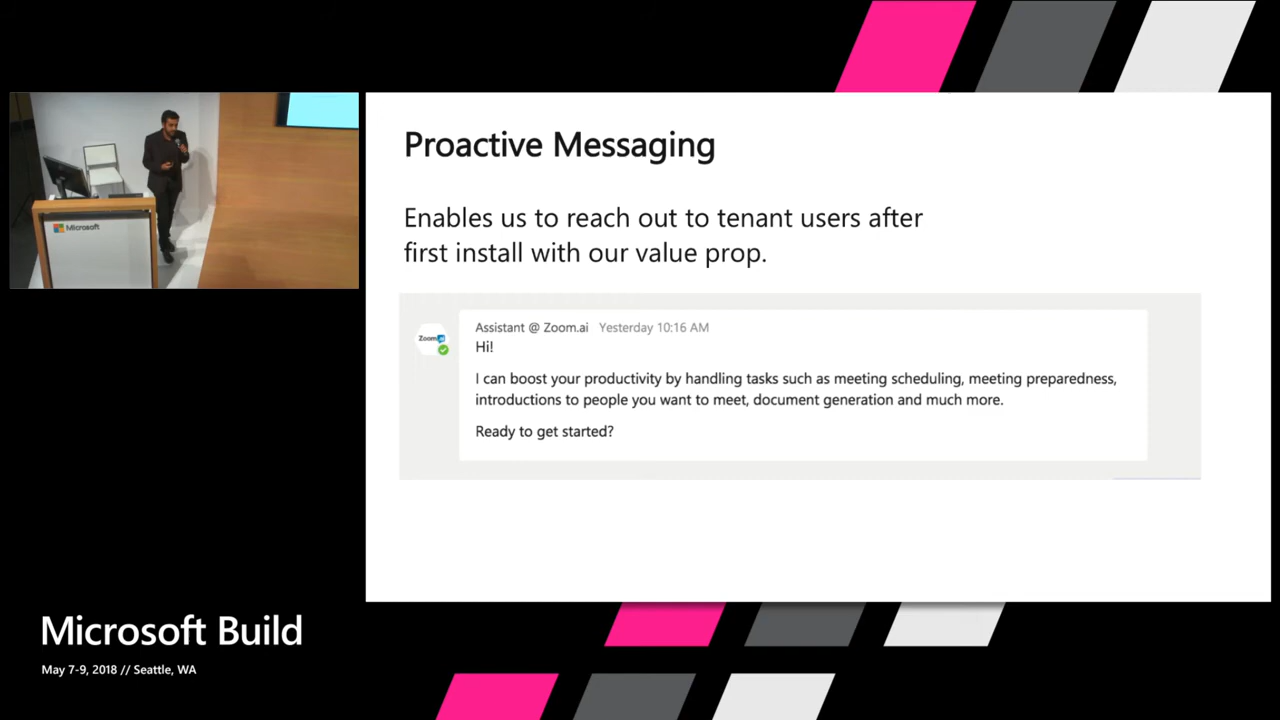 Microsoft
Proactive Messaging
Enables us to reach out to tenant users after
first install with our value prop.
Zoom.ai
Assistant @ Zoom.ai Yesterday 10:16 AM
Hi!
I can boost your productivity by handling tasks such as meeting scheduling, meeting preparedness,
introductions to people you want to meet, document generation and much more.
Ready to get started?
Microsoft Build
May 7-9, 2018 // Seattle, WA